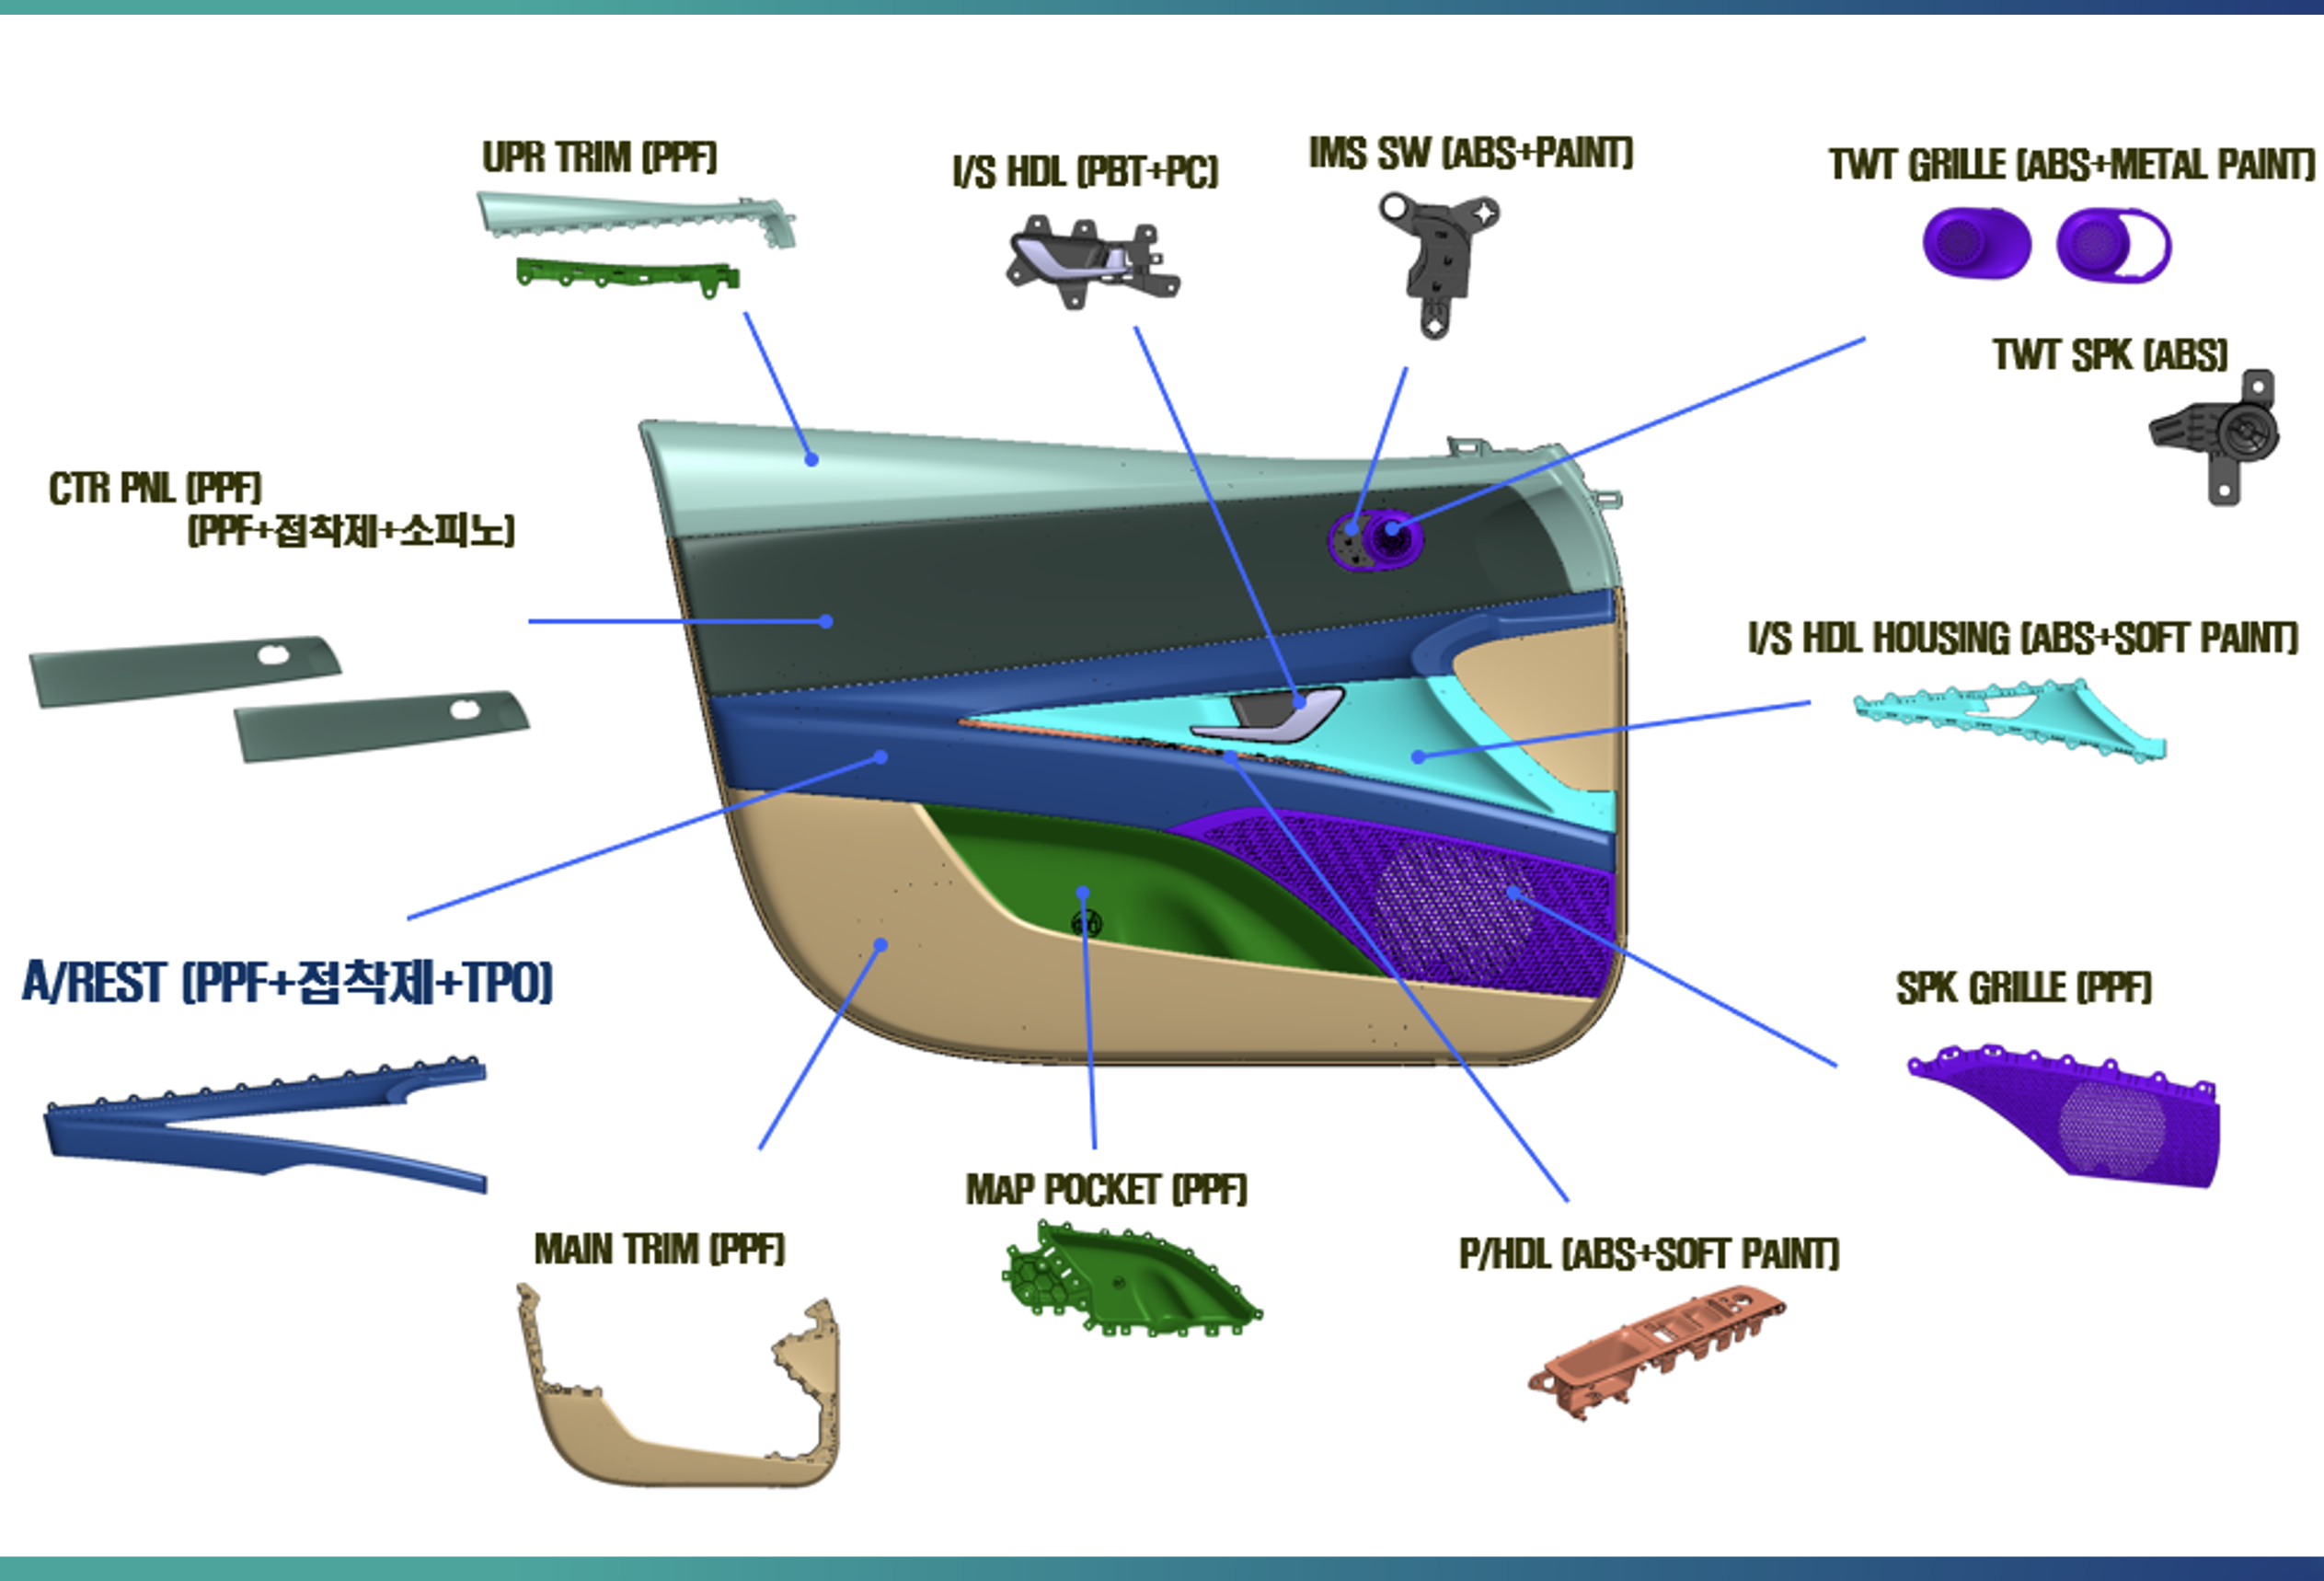 UPR TRIM (PPF)
I/S HDL (PBT+PC)
IMS SW (ABS+PAINT)
TWT GRILLE (ABS+METAL PAINT)
TWT SPK (ABS)
CTR PNL (PPF)
(PPF+접착제+소피노)
I/S HDL HOUSING (ABS+SOFT PAINT)
A/REST (PPF+접착제+TPO)
SPK GRILLE (PPF)
MAP POCKET (PPF)
MAIN TRIM (PPF)
P/HDL (ABS+SOFT PAINT)